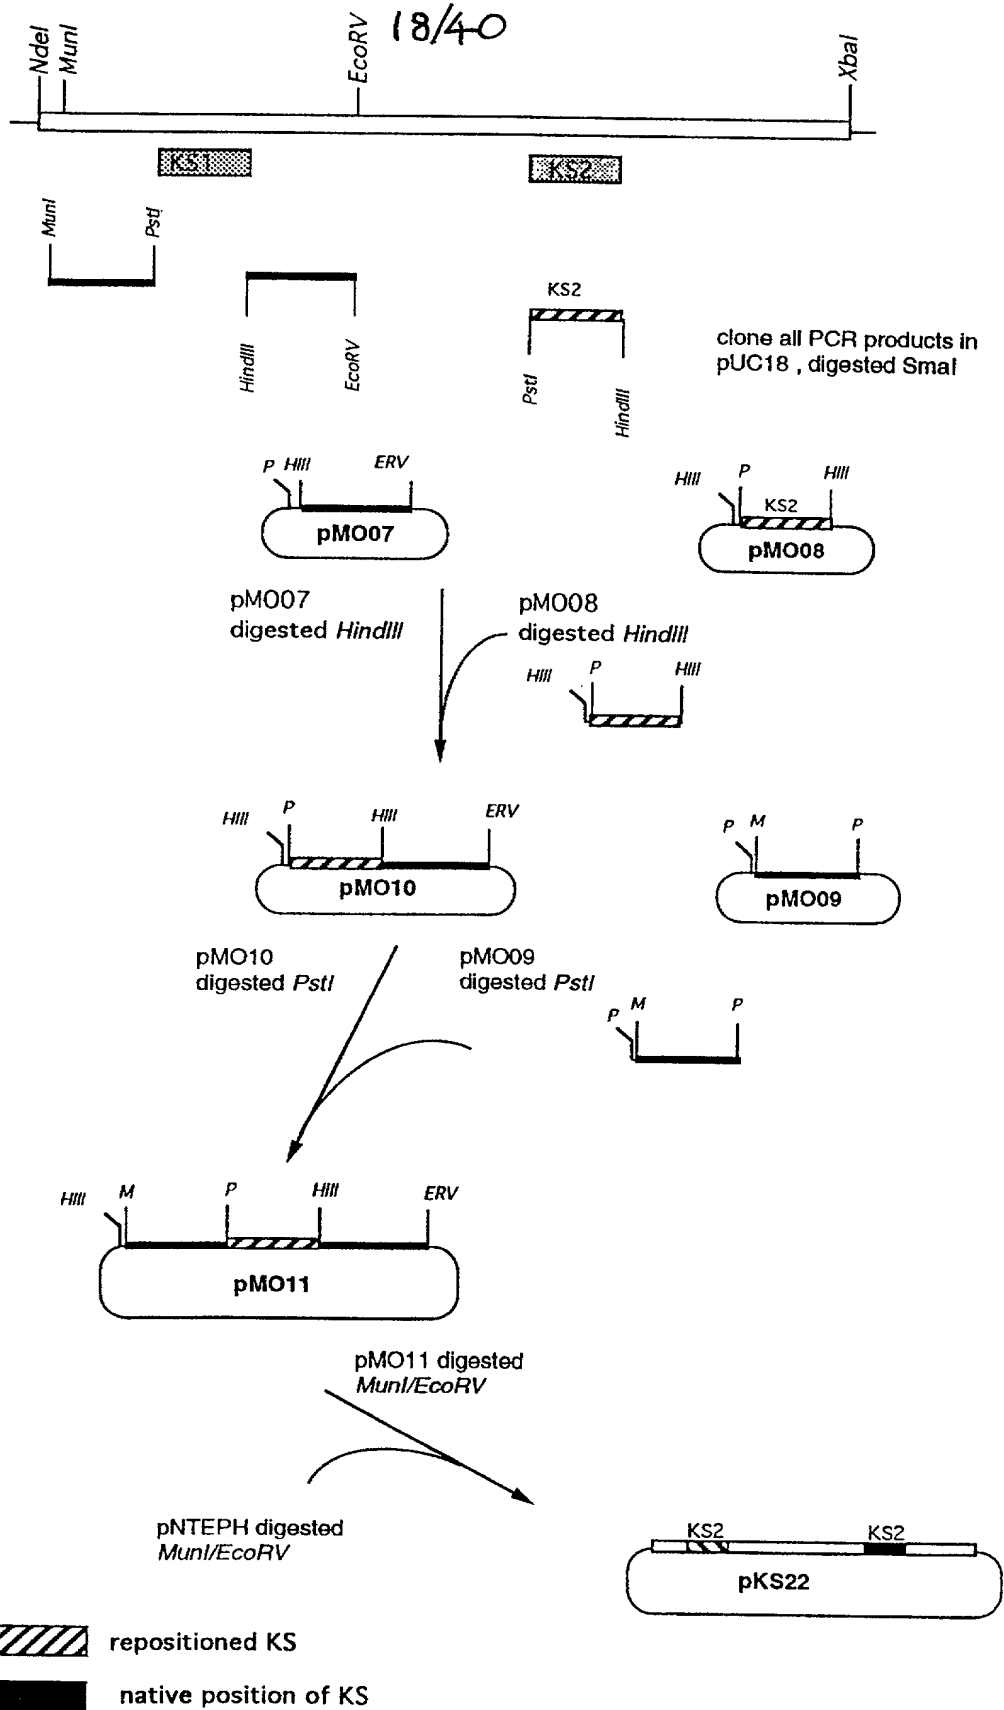 18/40
NdeI
MunI
EcoRV
XbaI
KS1
KS2
MunI
PstI
HindIII
EcoRV
KS2
PstI
HindIII
clone all PCR products in
pUC18 , digested SmaI
P HIII ERV
pMO07
HIII P HIII
KS2
pMO08
pMO07
digested HindIII
pMO08
digested HindIII
HIII P HIII
HIII P HIII ERV
pMO10
P M P
pMO09
pMO10
digested PstI
pMO09
digested PstI
P M P
HIII M P HIII ERV
pMO11
pMO11 digested
MunI/EcoRV
pNTEPH digested
MunI/EcoRV
KS2 KS2
pKS22
repositioned KS
native position of KS